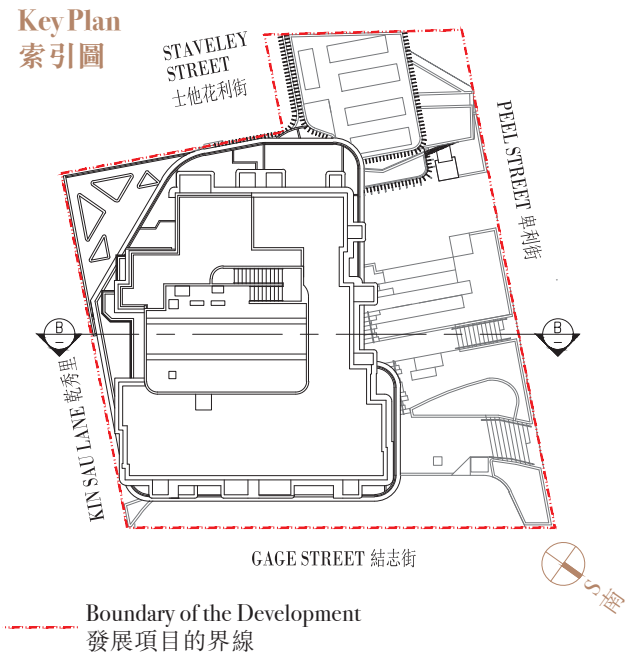 Key Plan
索引圖
STAVELEY
STREET
士他花利街
PEEL STREET 卑利街
B
B
KIN SAU LANE 乾秀里
GAGE STREET 結志街
S 南
Boundary of the Development
發展項目的界線